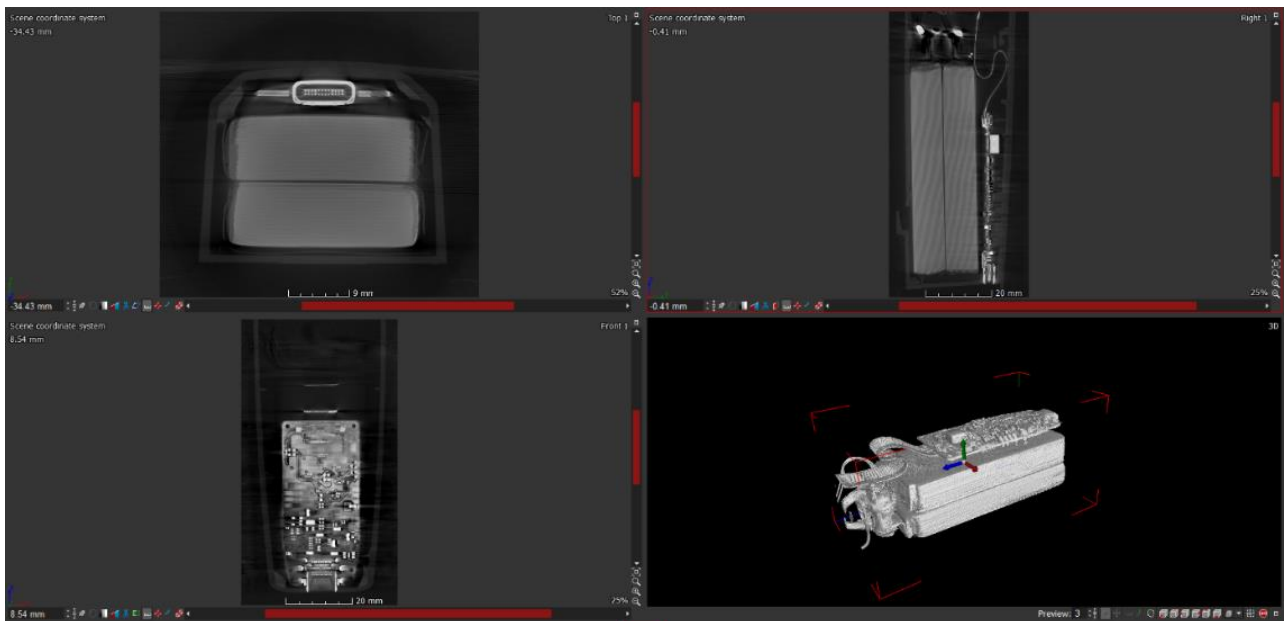 Scene coordinate system
-34.43 mm
Top 1
9 mm
52%
-34.43 mm
Scene coordinate system
-0.41 mm
Right 1
20 mm
25%
-0.41 mm
Scene coordinate system
8.54 mm
Front 1
20 mm
25%
8.54 mm
3D
Preview: 3